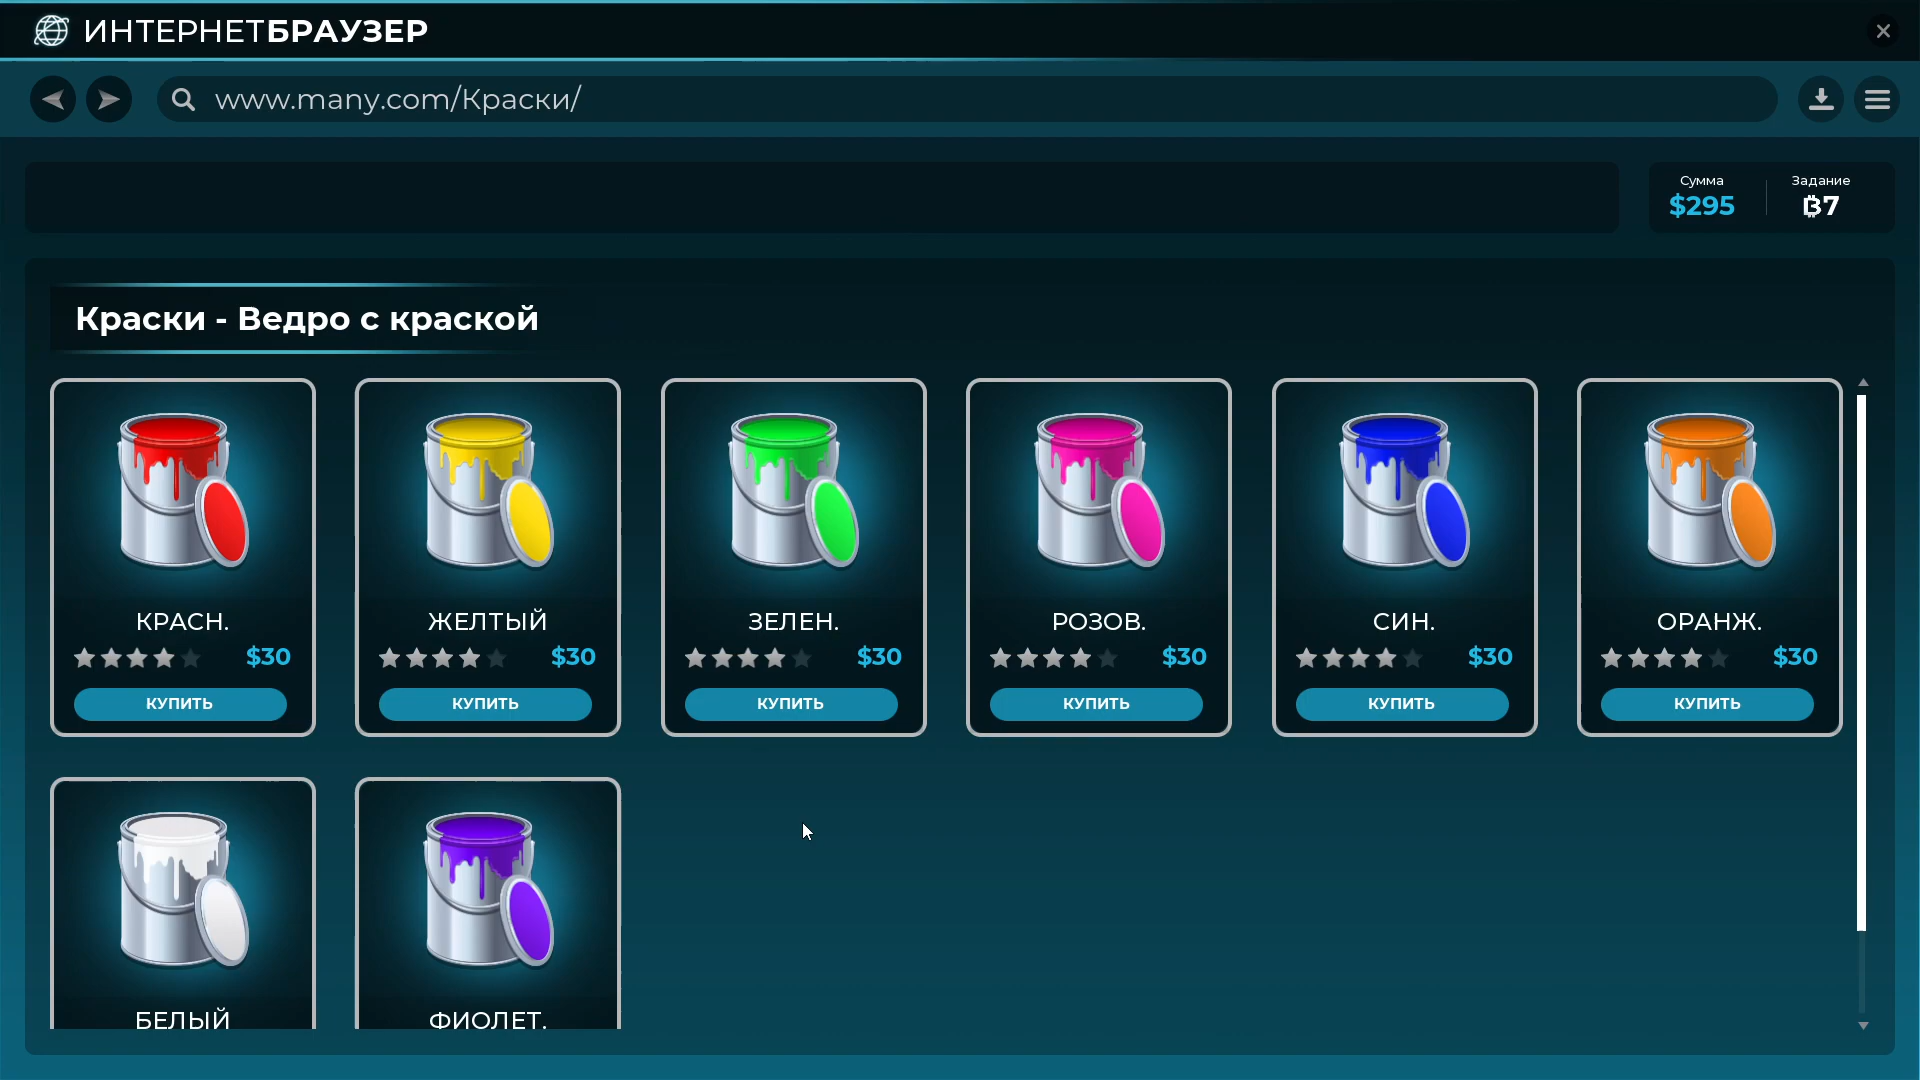 ИНТЕРНЕТБРАУЗЕР
www.many.com/Краски/
Сумма Задание
$295 ₿7
Краски - Ведро с краской
КРАСН. ЖЕЛТЫЙ ЗЕЛЕН. РОЗОВ. СИН. ОРАНЖ.
$30 $30 $30 $30 $30 $30
КУПИТЬ КУПИТЬ КУПИТЬ КУПИТЬ КУПИТЬ КУПИТЬ
БЕЛЫЙ ФИОЛЕТ.